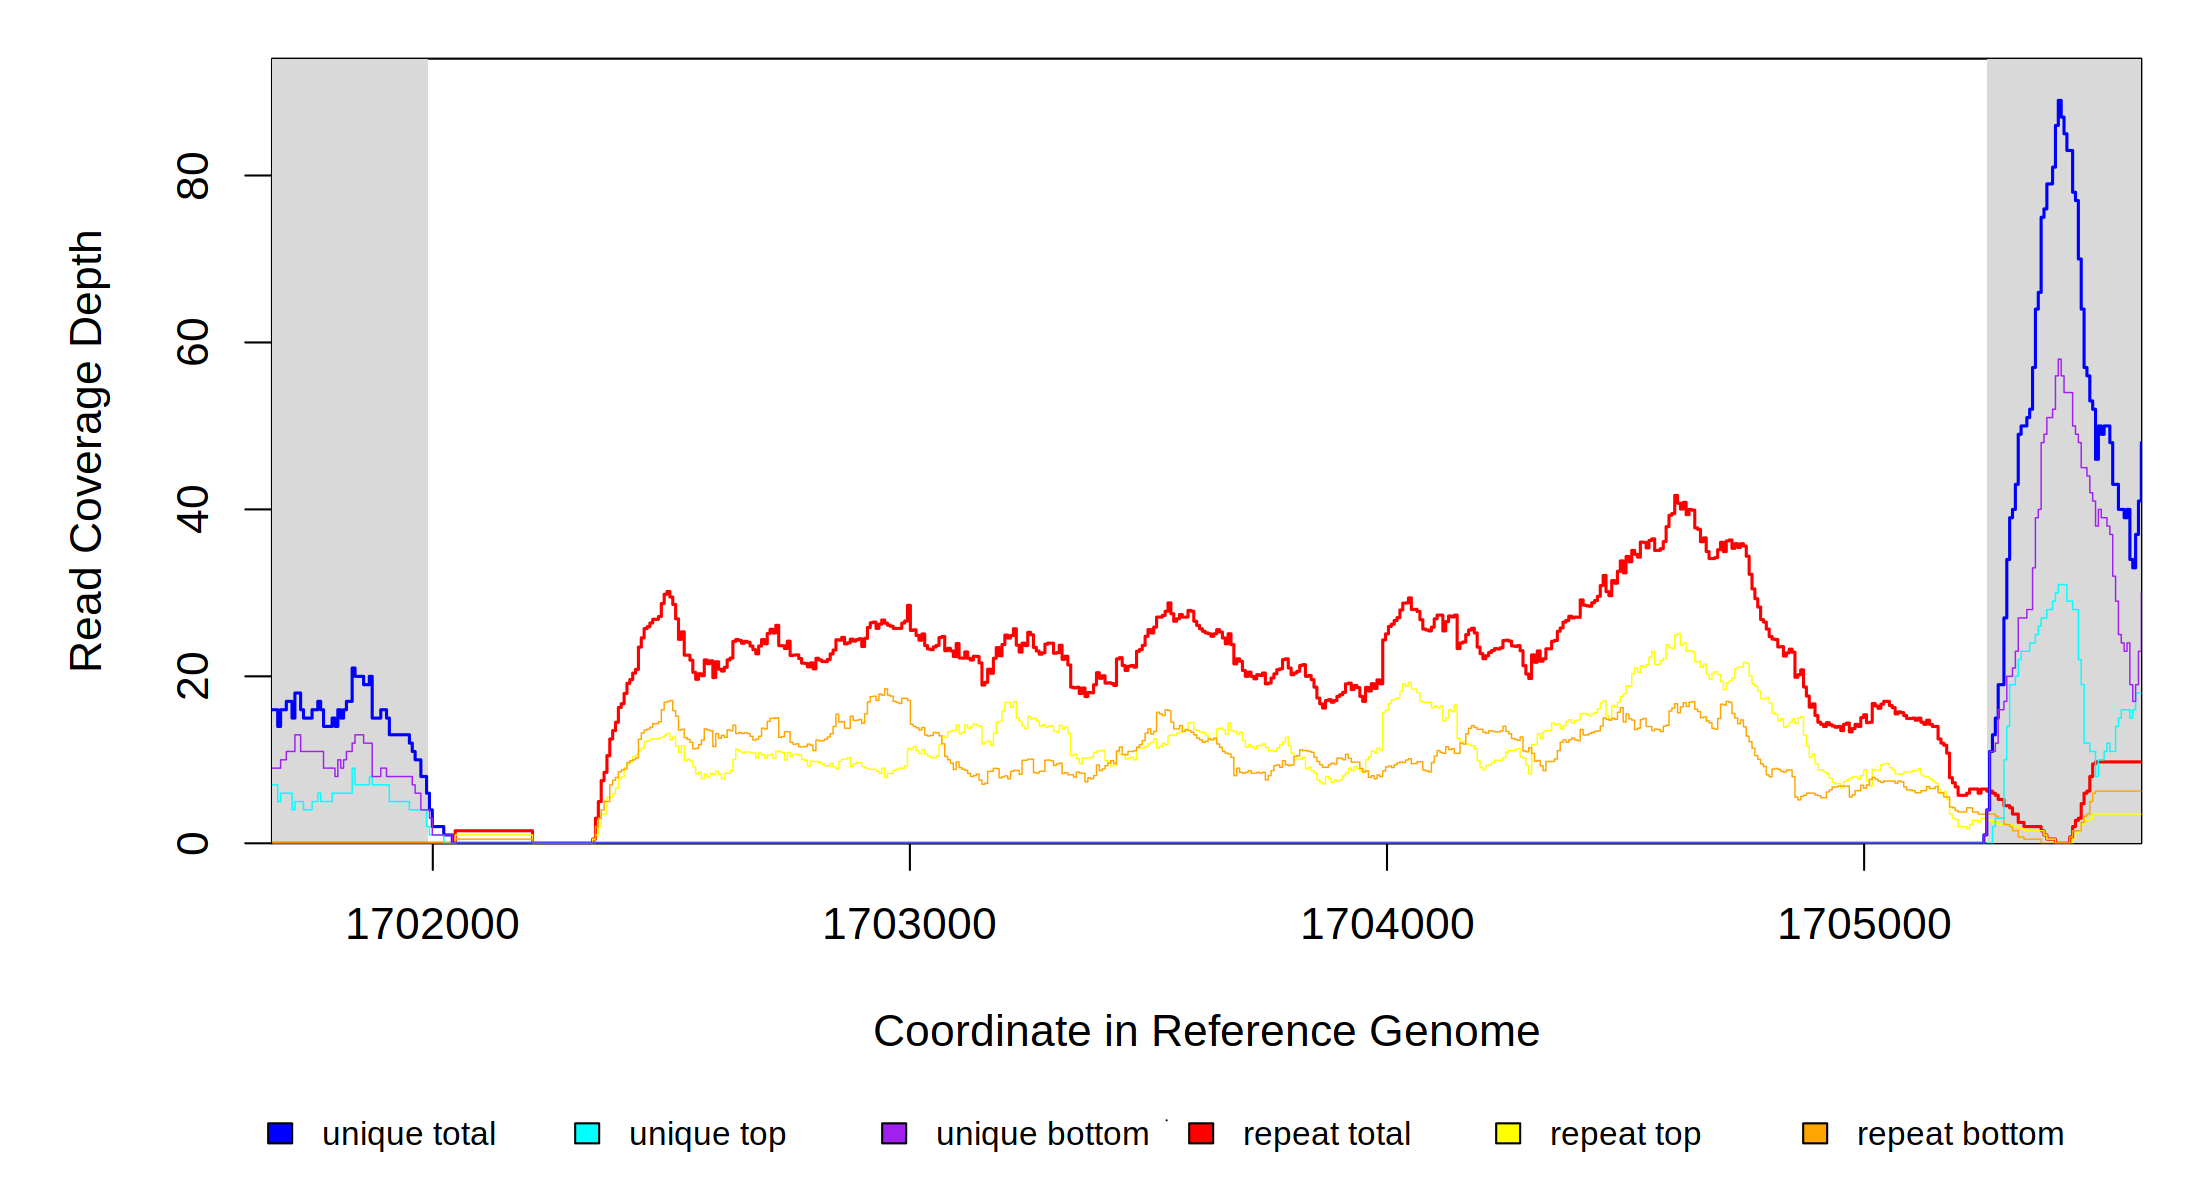 Read Coverage Depth
80
60
40
20
0
1702000 1703000 1704000 1705000
Coordinate in Reference Genome
unique total unique top unique bottom repeat total repeat top repeat bottom